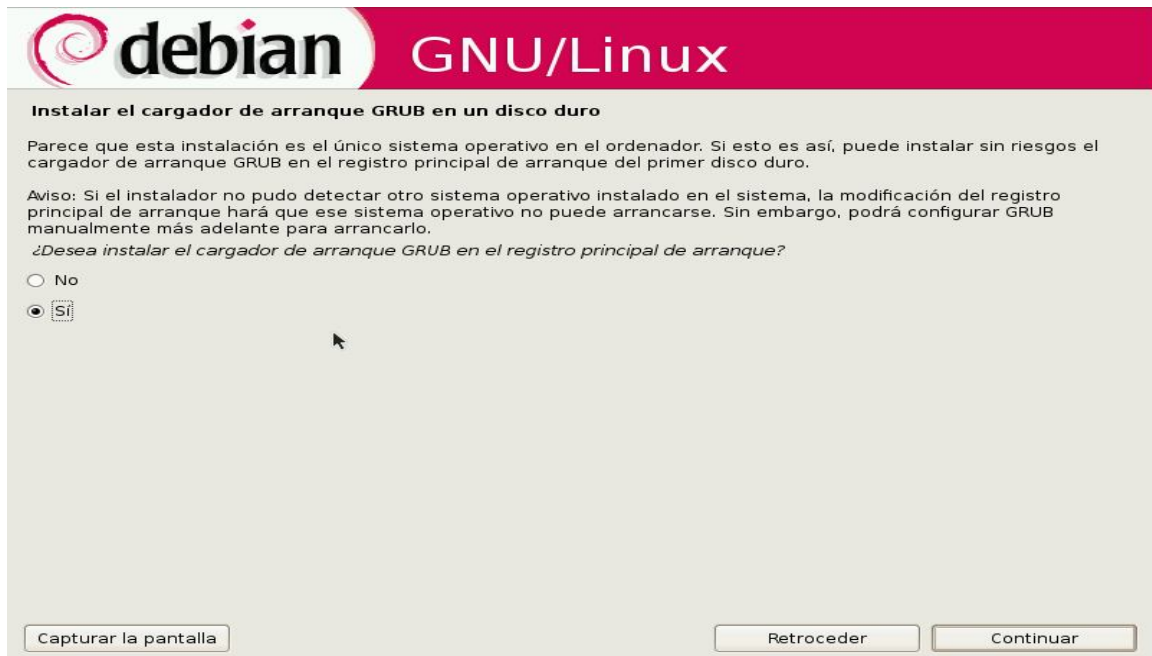 debian GNU/Linux
Instalar el cargador de arranque GRUB en un disco duro
Parece que esta instalación es el único sistema operativo en el ordenador. Si esto es así, puede instalar sin riesgos el
cargador de arranque GRUB en el registro principal de arranque del primer disco duro.
Aviso: Si el instalador no pudo detectar otro sistema operativo instalado en el sistema, la modificación del registro
principal de arranque hará que ese sistema operativo no puede arrancarse. Sin embargo, podrá configurar GRUB
manualmente más adelante para arrancarlo.
¿Desea instalar el cargador de arranque GRUB en el registro principal de arranque?
No
Sí
Capturar la pantalla Retroceder Continuar